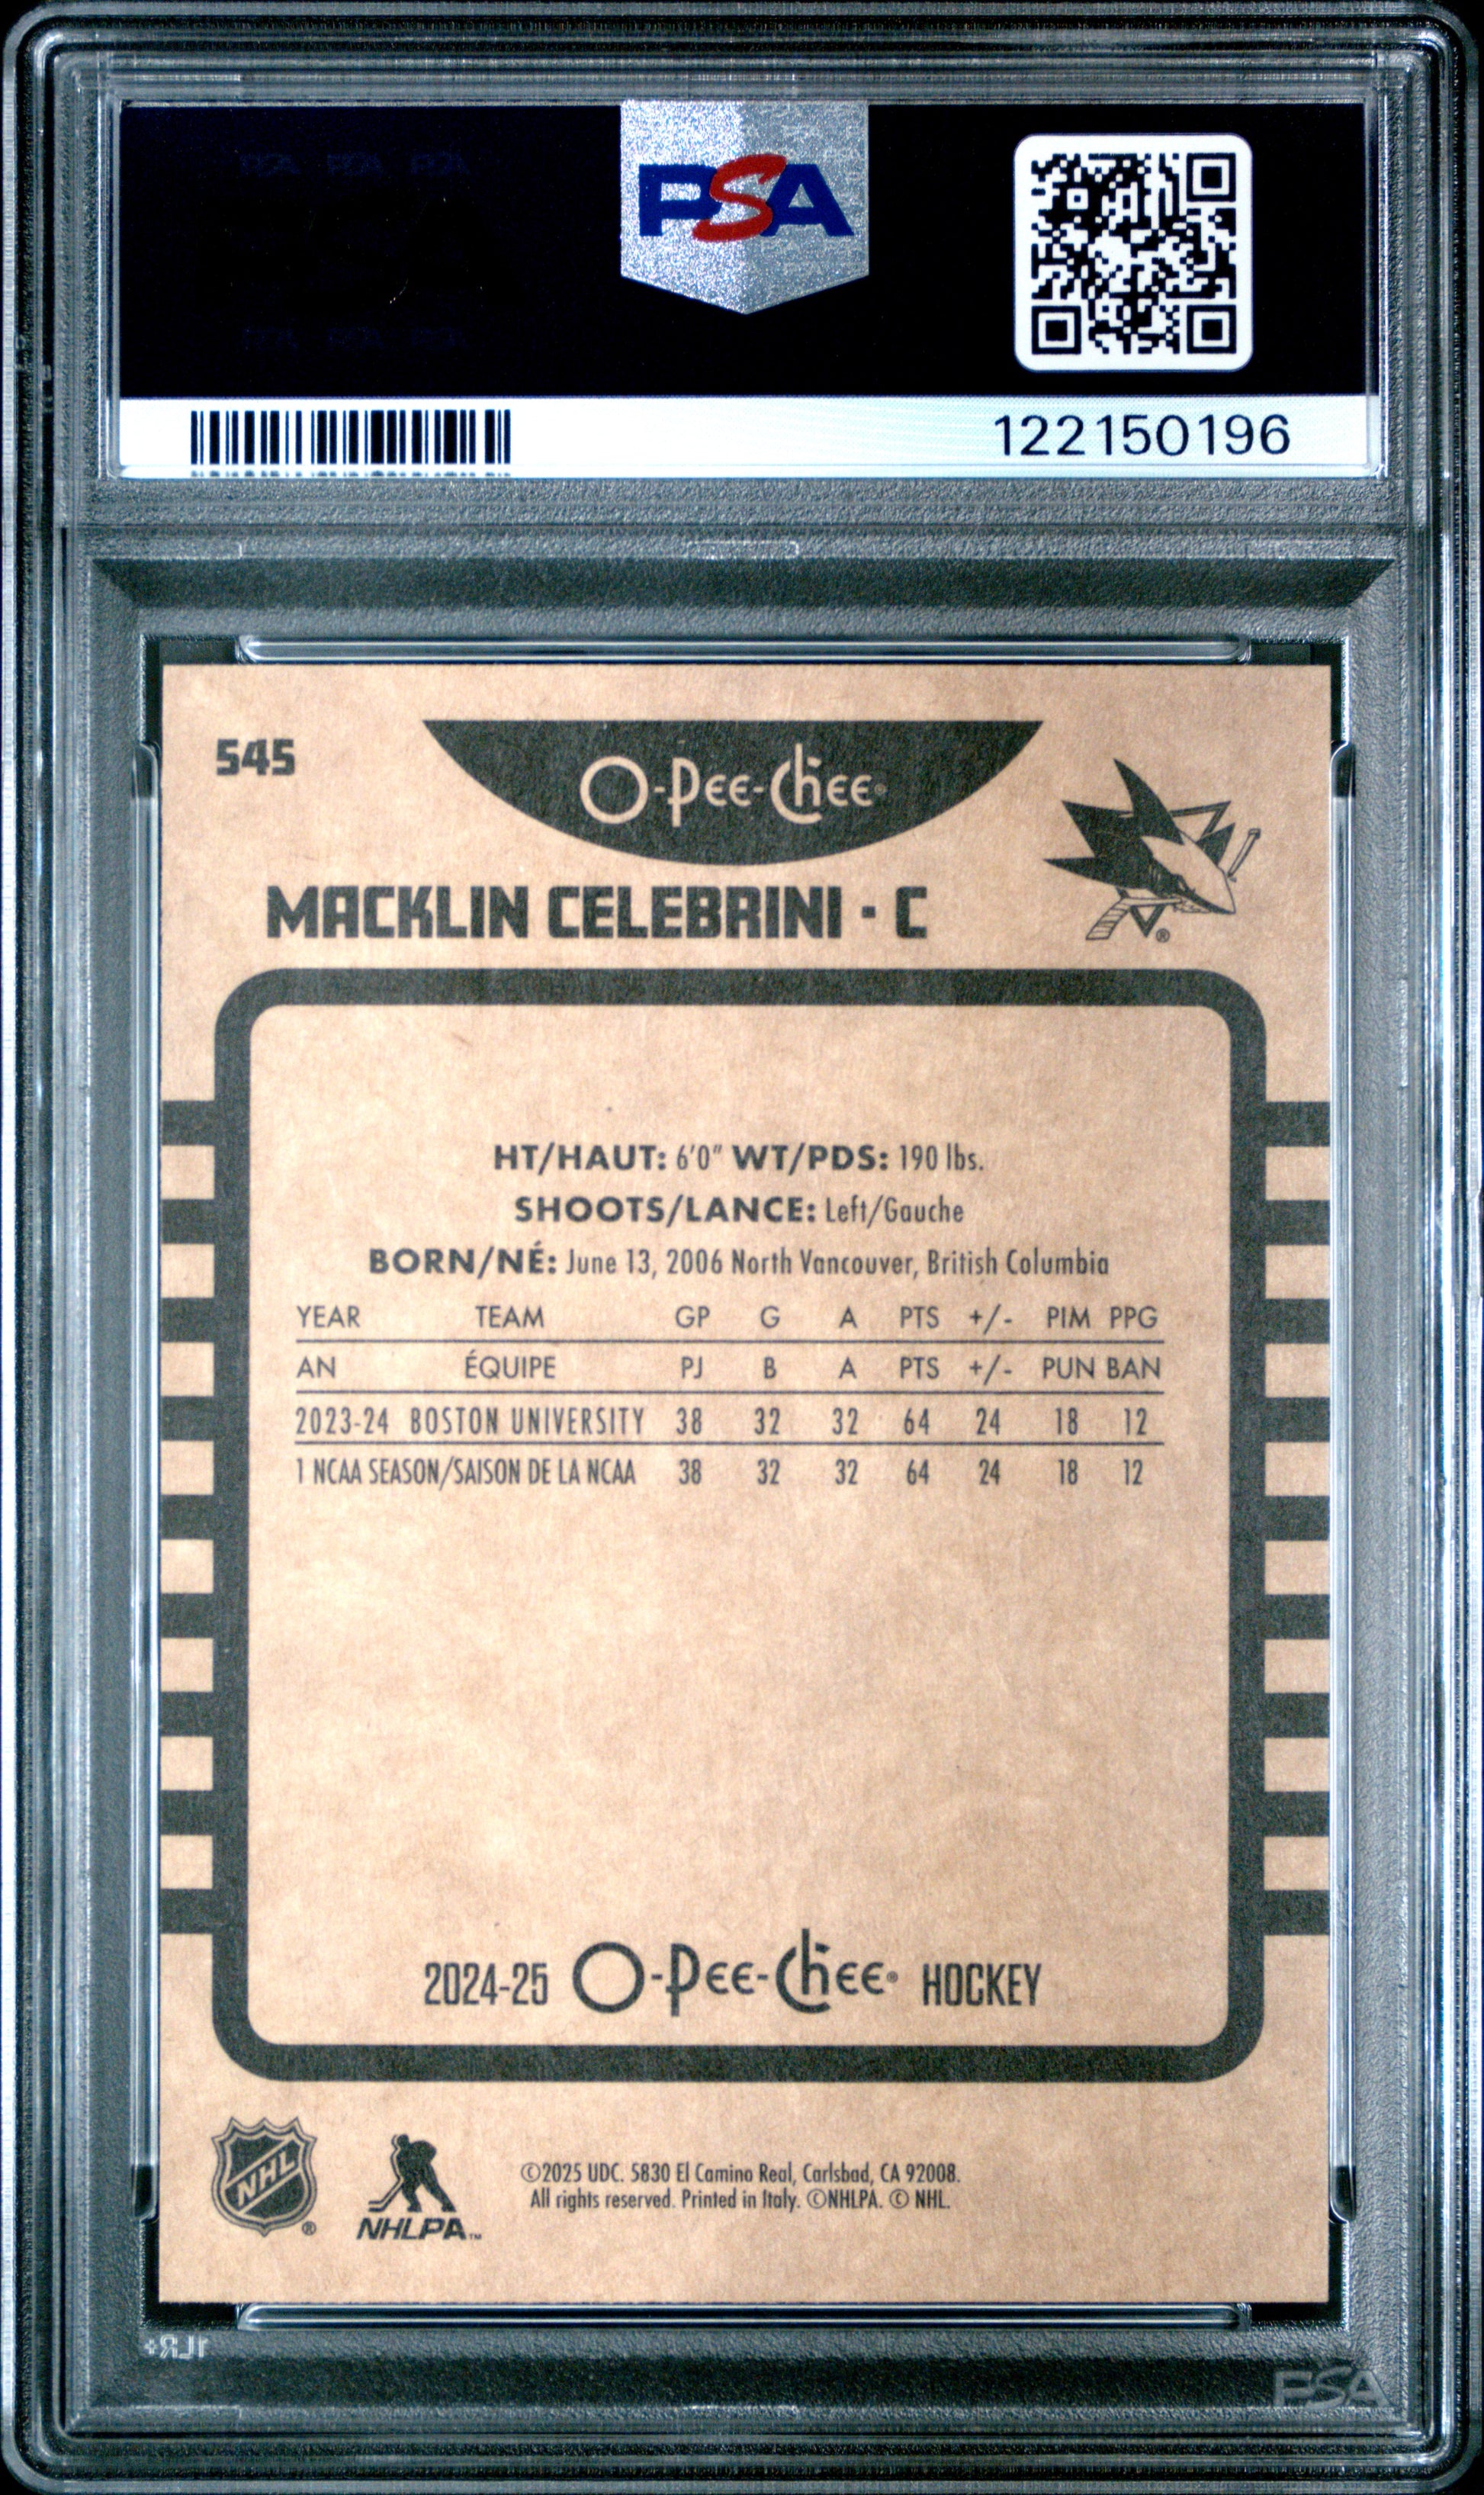 PSA
122150196
545
O-Pee-Chee®
MACKLIN CELEBRINI - C
®
HT/HAUT: 6'0" WT/PDS: 190 lbs.
SHOOTS/LANCE: Left/Gauche
BORN/NÉ: June 13, 2006 North Vancouver, British Columbia
YEAR TEAM GP G A PTS +/- PIM PPG
AN ÉQUIPE PJ B A PTS +/- PUN BAN
2023-24 BOSTON UNIVERSITY 38 32 32 64 24 18 12
1 NCAA SEASON/SAISON DE LA NCAA 38 32 32 64 24 18 12
2024-25 O-Pee-Chee® HOCKEY
NHL ®
NHLPA™
©2025 UDC. 5830 El Camino Real, Carlsbad, CA 92008.
All rights reserved. Printed in Italy. ©NHLPA. © NHL.
PSA